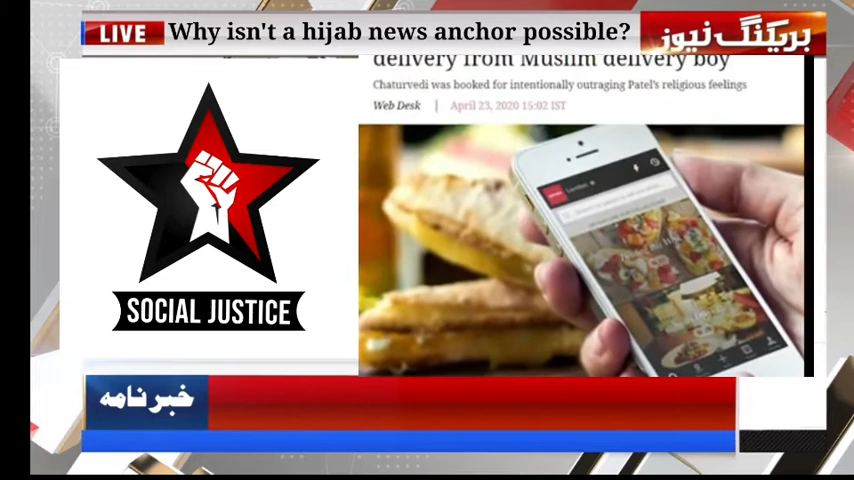 LIVE
Why isn't a hijab news anchor possible?
بریکنگ نیوز
delivery from Muslim delivery boy
Chaturvedi was booked for intentionally outraging Patel's religious feelings
Web Desk | April 23, 2020 15:02 IST
SOCIAL JUSTICE
خبرنامہ